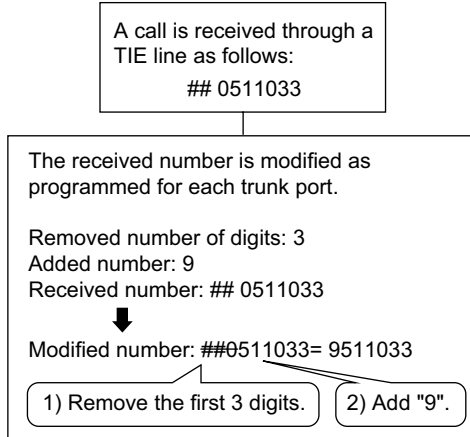 A call is received through a
TIE line as follows:
## 0511033
The received number is modified as
programmed for each trunk port.
Removed number of digits: 3
Added number: 9
Received number: ## 0511033
Modified number: ##0511033= 9511033
1) Remove the first 3 digits.
2) Add "9".